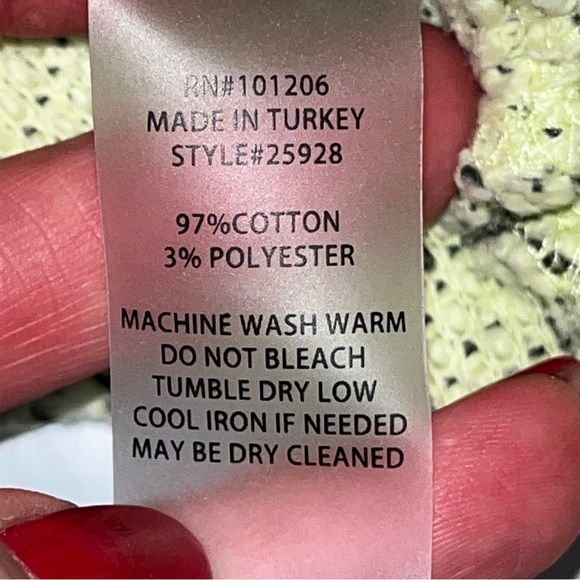 RN#101206
MADE IN TURKEY
STYLE#25928
97%COTTON
3% POLYESTER
MACHINE WASH WARM
DO NOT BLEACH
TUMBLE DRY LOW
COOL IRON IF NEEDED
MAY BE DRY CLEANED